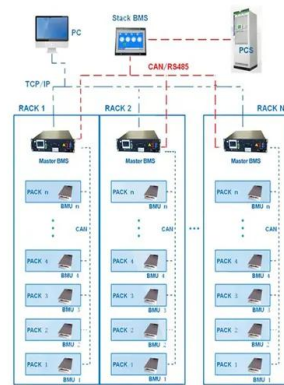 PC
Stack BMS
PCS
CAN/RS485
TCP/IP
RACK 1
RACK 2
RACK N
Master BMS
Master BMS
Master BMS
PACK n
BMU n
PACK n
BMU n
PACK n
BMU n
CAN
CAN
CAN
PACK 4
BMU 4
PACK 4
BMU 4
PACK 4
BMU 4
PACK 3
BMU 3
PACK 3
BMU 3
PACK 3
BMU 3
PACK 2
BMU 2
PACK 2
BMU 2
PACK 2
BMU 2
PACK 1
BMU 1
PACK 1
BMU 1
PACK 1
BMU 1